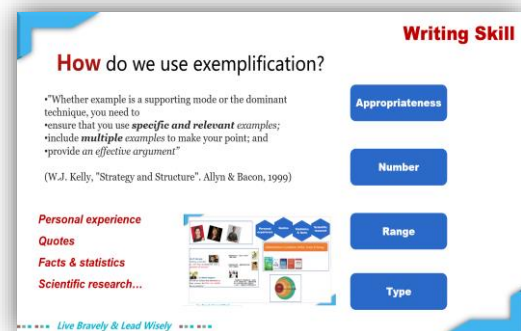 Writing Skill
How do we use exemplification?
•"Whether example is a supporting mode or the dominant
technique, you need to
•ensure that you use specific and relevant examples;
•include multiple examples to make your point; and
•provide an effective argument"
(W.J. Kelly, "Strategy and Structure". Allyn & Bacon, 1999)
Personal experience
Quotes
Facts & statistics
Scientific research…
Appropriateness
Number
Range
Type
Live Bravely & Lead Wisely